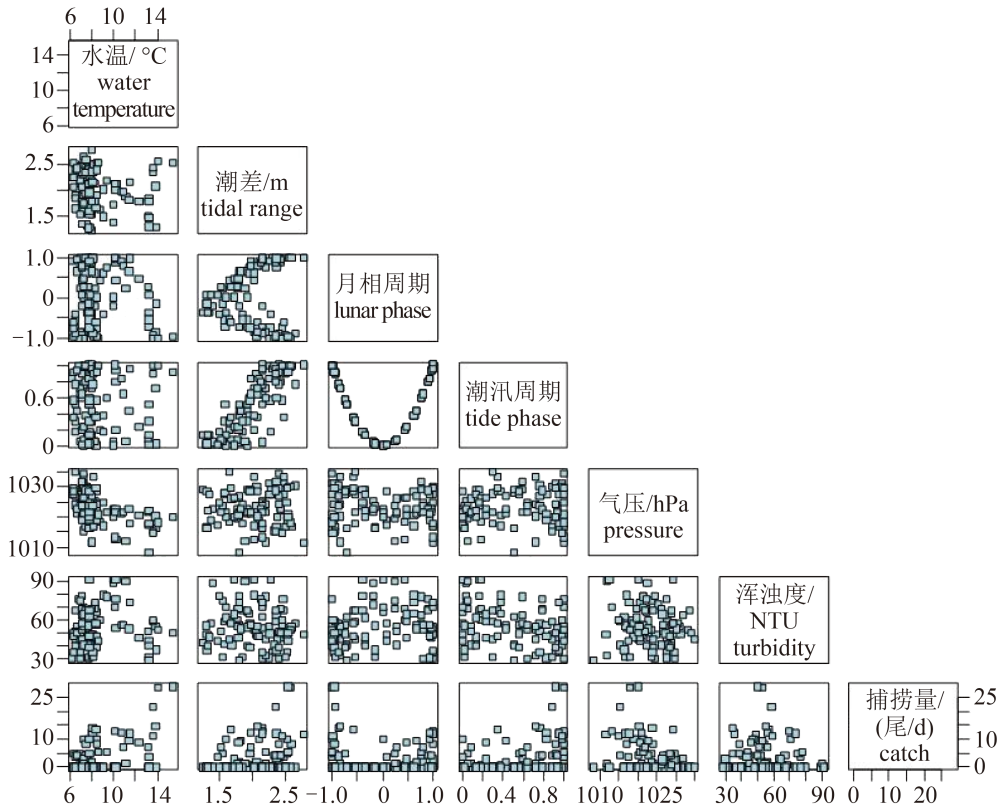 6 10 14
14
10
6
水温/ °C
water
temperature
2.5
1.5
潮差/m
tidal range
1.0
0
−1.0
月相周期
lunar phase
0.6
0
潮汛周期
tide phase
1030
1010
气压/hPa
pressure
90
60
30
浑浊度/
NTU
turbidity
25
10
0
捕捞量/
(尾/d)
catch
25
10
0
6 10 14 1.5 2.5 −1.0 0 1.0 0 0.4 0.8 1010 1025 30 60 90 0 10 20